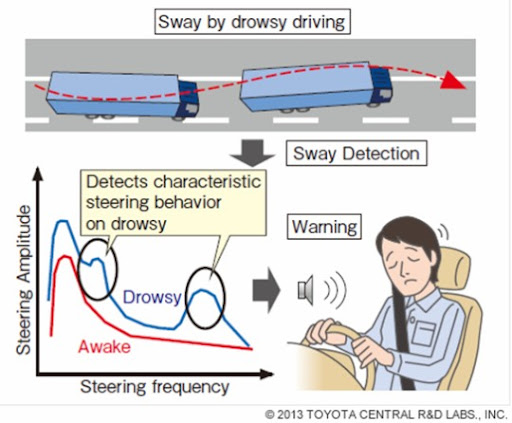 Sway by drowsy driving
Sway Detection
Detects characteristic
steering behavior
on drowsy
Warning
Steering Amplitude
Drowsy
Awake
Steering frequency
© 2013 TOYOTA CENTRAL R&D LABS., INC.